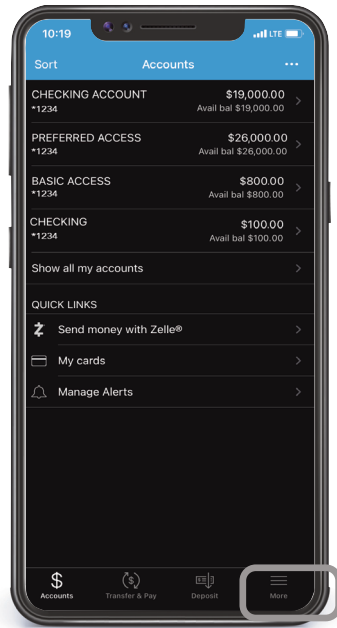 10:19 LTE
Sort Accounts ...
CHECKING ACCOUNT $19,000.00
*1234 Avail bal $19,000.00
PREFERRED ACCESS $26,000.00
*1234 Avail bal $26,000.00
BASIC ACCESS $800.00
*1234 Avail bal $800.00
CHECKING $100.00
*1234 Avail bal $100.00
Show all my accounts
QUICK LINKS
Send money with Zelle®
My cards
Manage Alerts
Accounts Transfer & Pay Deposit More